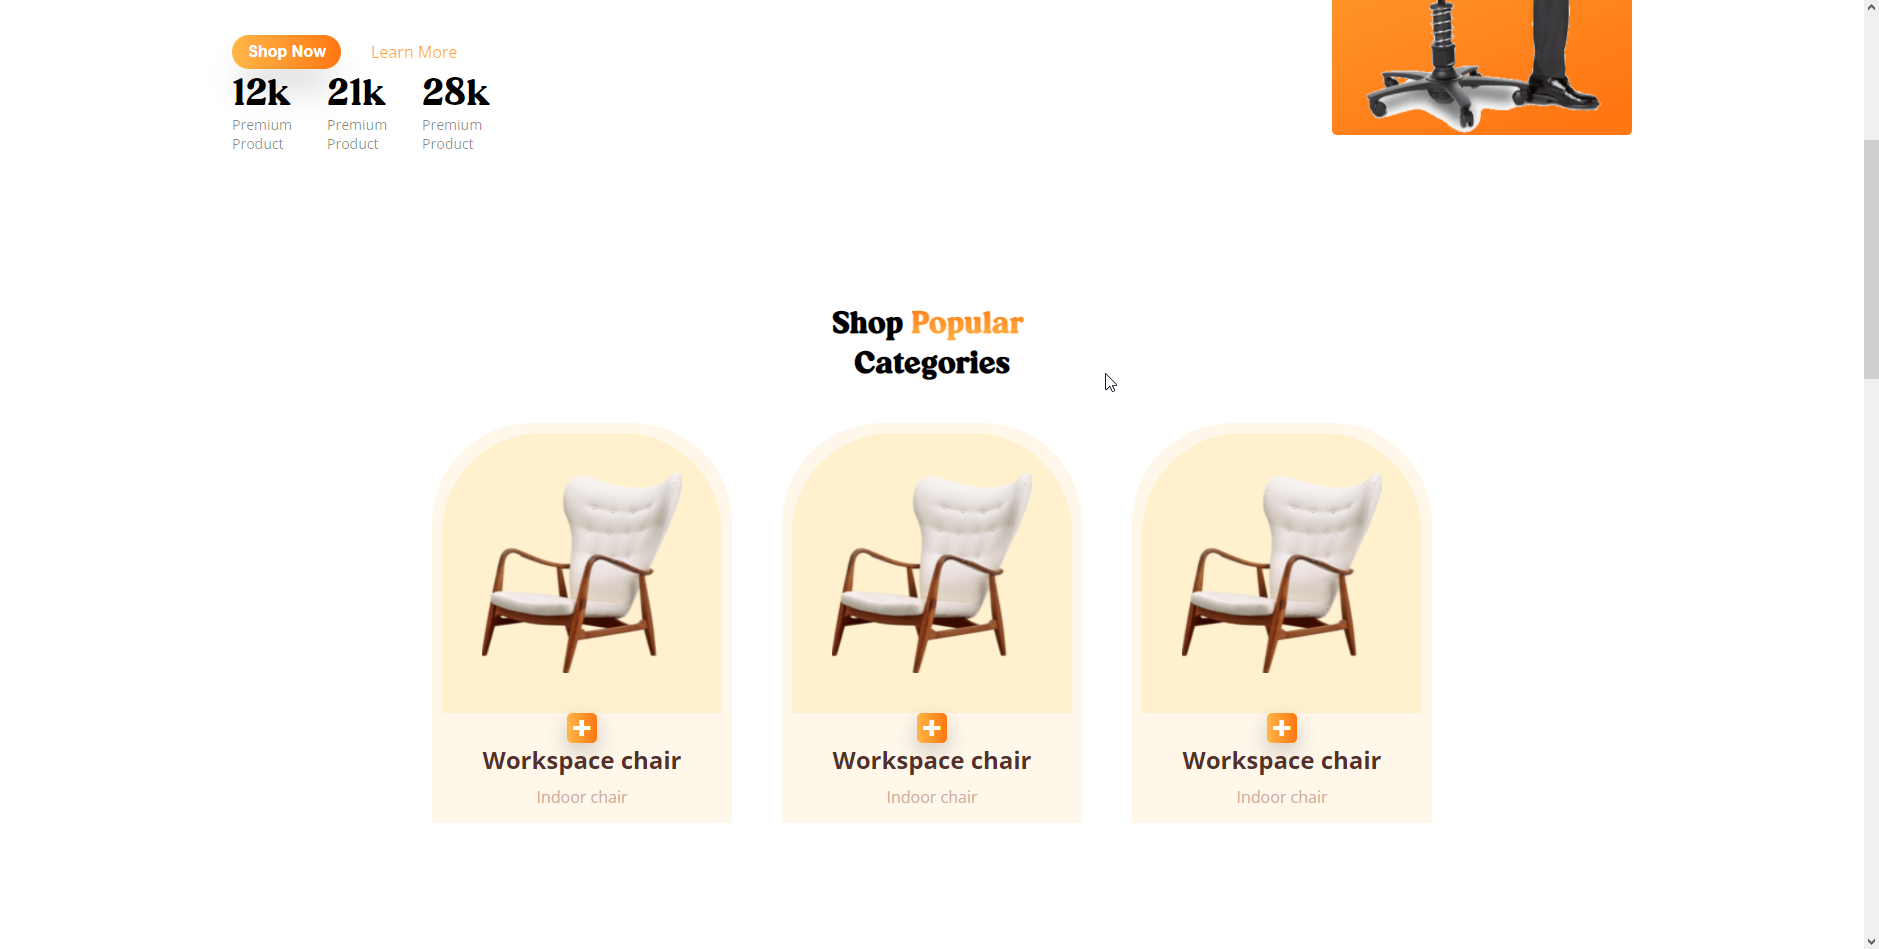 Shop Now Learn More
12k 21k 28k
Premium Premium Premium
Product Product Product
Shop Popular
Categories
Workspace chair Workspace chair Workspace chair
Indoor chair Indoor chair Indoor chair